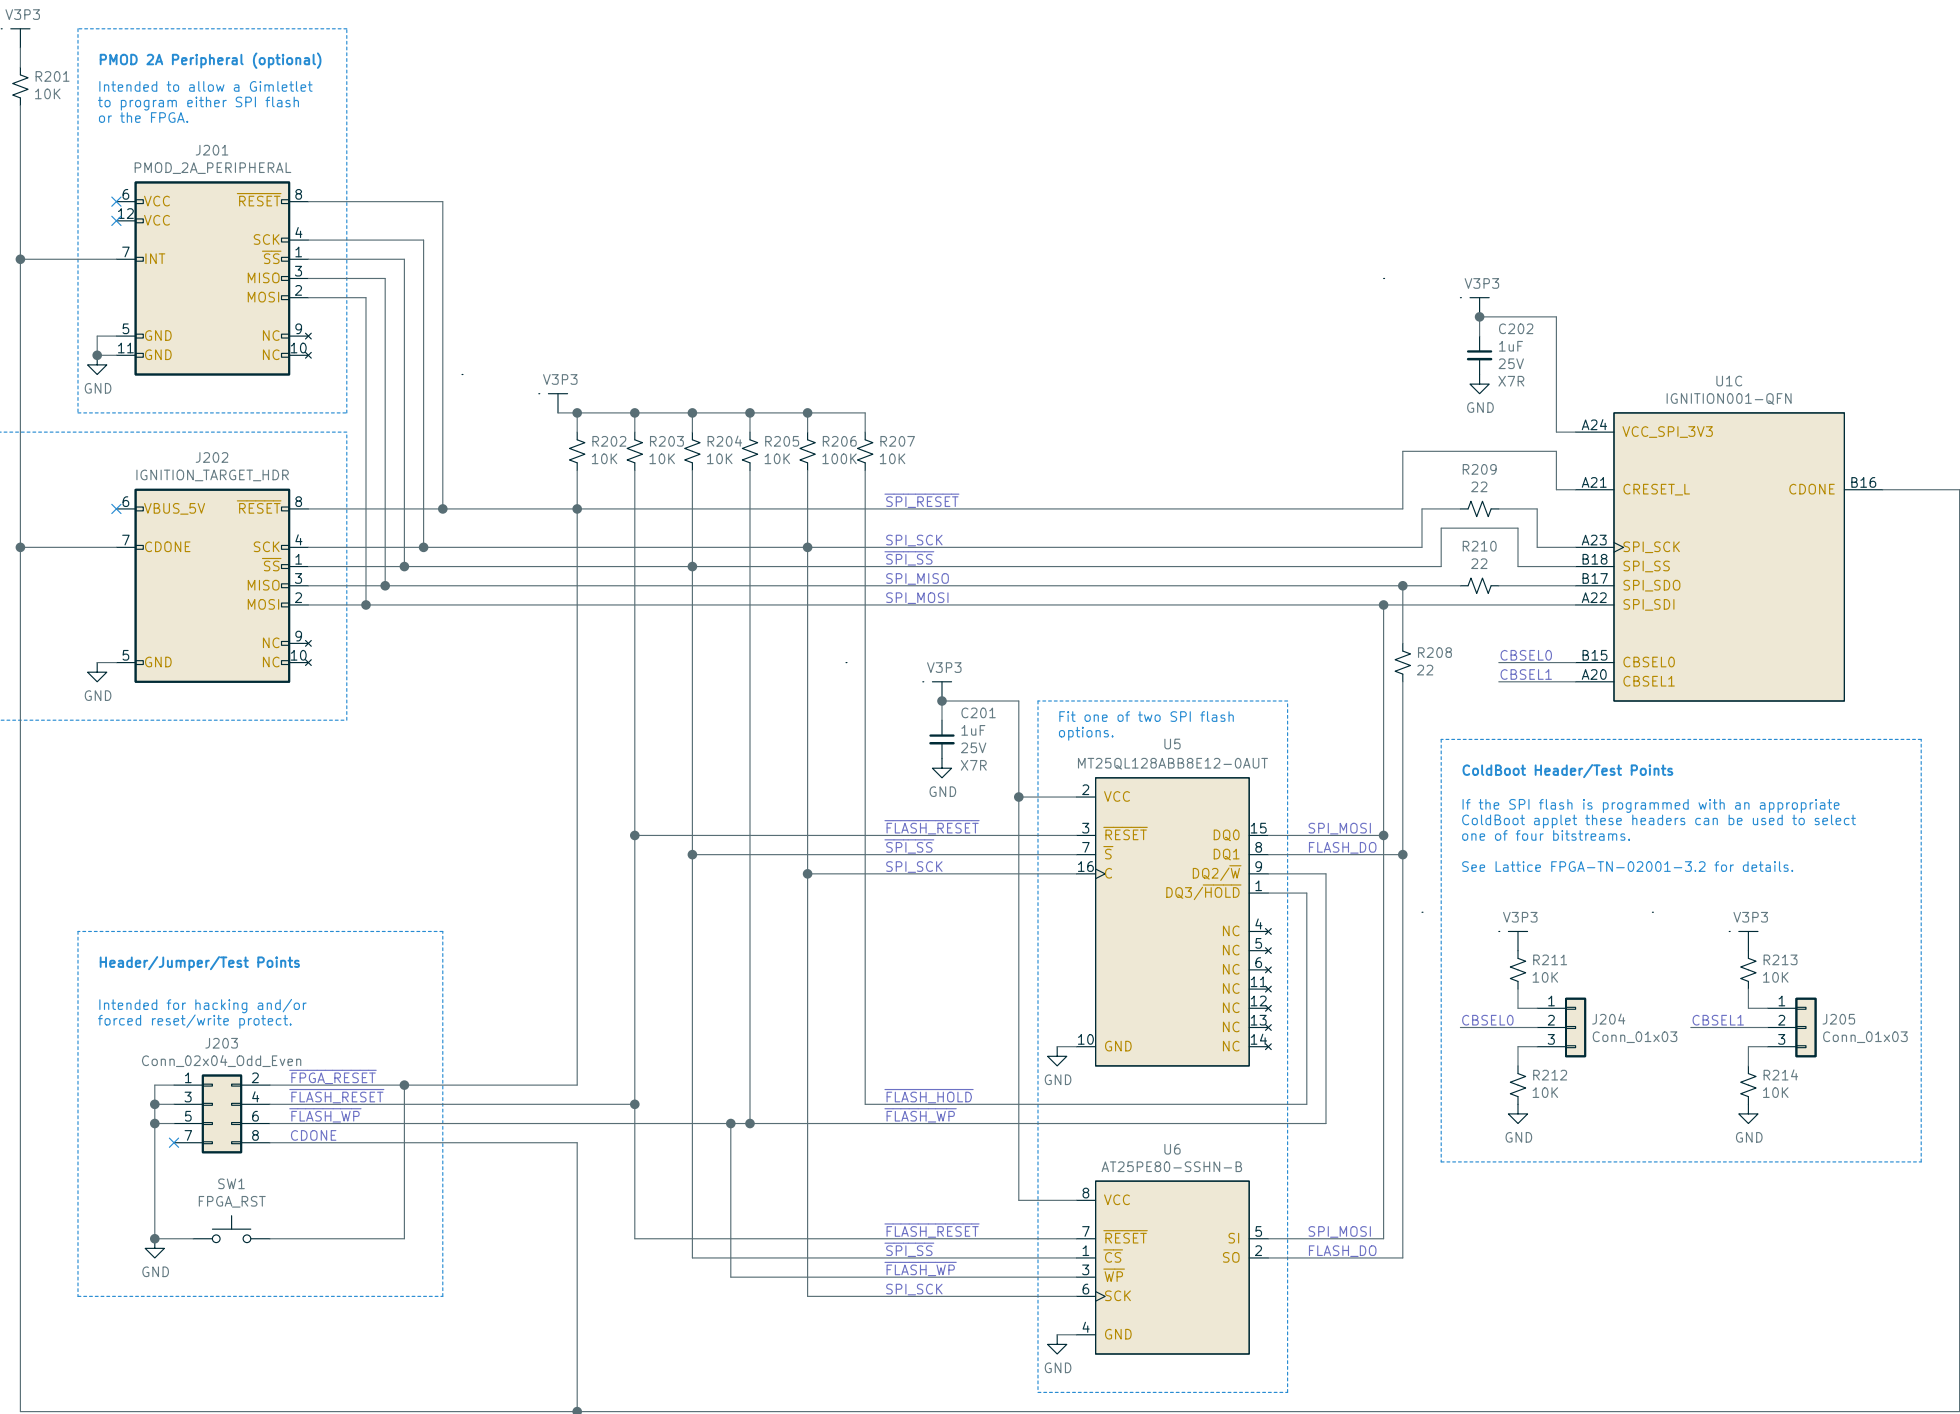 V3P3
R201
10K
PMOD 2A Peripheral (optional)
Intended to allow a Gimletlet
to program either SPI flash
or the FPGA.
J201
PMOD_2A_PERIPHERAL
6 VCC RESET 8
12 VCC
SCK 4
7 INT SS 1
MISO 3
MOSI 2
5 GND NC 9
11 GND NC 10
GND
J202
IGNITION_TARGET_HDR
6 VBUS_5V RESET 8
7 CDONE SCK 4
SS 1
MISO 3
MOSI 2
NC 9
5 GND NC 10
GND
V3P3
R202 R203 R204 R205 R206 R207
10K 10K 10K 10K 100K 10K
SPI_RESET
SPI_SCK
SPI_SS
SPI_MISO
SPI_MOSI
V3P3
C202
1uF
25V
X7R
GND
R209
22
R210
22
R208
22
U1C
IGNITION001-QFN
A24 VCC_SPI_3V3
A21 CRESET_L CDONE B16
A23 SPI_SCK
B18 SPI_SS
B17 SPI_SDO
A22 SPI_SDI
CBSEL0 B15 CBSEL0
CBSEL1 A20 CBSEL1
V3P3
C201
1uF
25V
X7R
GND
Fit one of two SPI flash
options.
U5
MT25QL128ABB8E12-0AUT
2 VCC
FLASH_RESET 3 RESET DQ0 15 SPI_MOSI
SPI_SS 7 S DQ1 8 FLASH_DO
SPI_SCK 16 C DQ2/W 9
DQ3/HOLD 1
NC 4
NC 5
NC 6
NC 11
NC 12
NC 13
10 GND NC 14
GND
FLASH_HOLD
FLASH_WP
U6
AT25PE80-SSHN-B
8 VCC
FLASH_RESET 7 RESET SI 5 SPI_MOSI
SPI_SS 1 CS SO 2 FLASH_DO
FLASH_WP 3 WP
SPI_SCK 6 SCK
4 GND
GND
ColdBoot Header/Test Points
If the SPI flash is programmed with an appropriate
ColdBoot applet these headers can be used to select
one of four bitstreams.
See Lattice FPGA-TN-02001-3.2 for details.
V3P3
R211
10K
CBSEL0
1
2
3
J204
Conn_01x03
R212
10K
GND
V3P3
R213
10K
CBSEL1
1
2
3
J205
Conn_01x03
R214
10K
GND
Header/Jumper/Test Points
Intended for hacking and/or
forced reset/write protect.
J203
Conn_02x04_Odd_Even
1 2 FPGA_RESET
3 4 FLASH_RESET
5 6 FLASH_WP
7 8 CDONE
SW1
FPGA_RST
GND